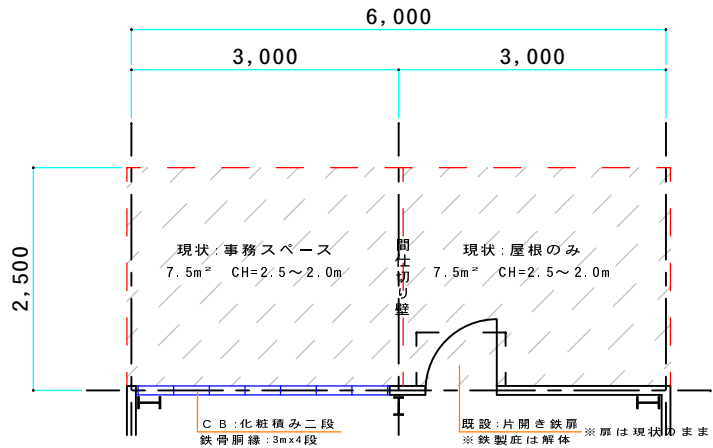 6,000
3,000
3,000
2,500
現状:事務スペース
7.5m² CH=2.5～2.0m
間仕切り壁
現状:屋根のみ
7.5m² CH=2.5～2.0m
ＣＢ:化粧積み二段
鉄骨胴縁:3mx4段
既設:片開き鉄扉
※鉄製庇は解体
※扉は現状のまま